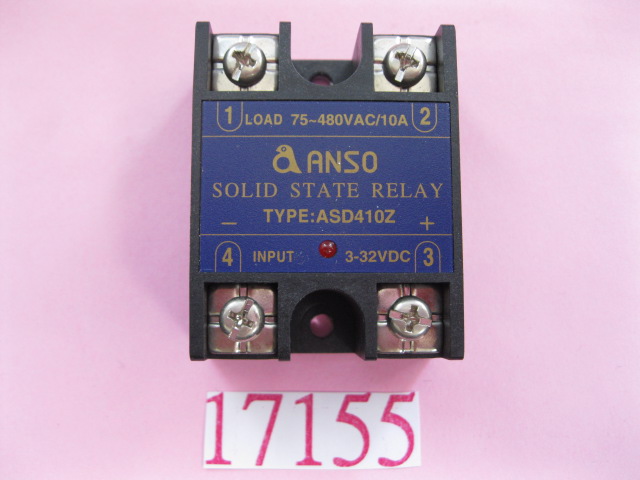 1 LOAD 75~480VAC/10A 2
ANSO
SOLID STATE RELAY
TYPE:ASD410Z
− +
4 INPUT 3-32VDC 3
17155